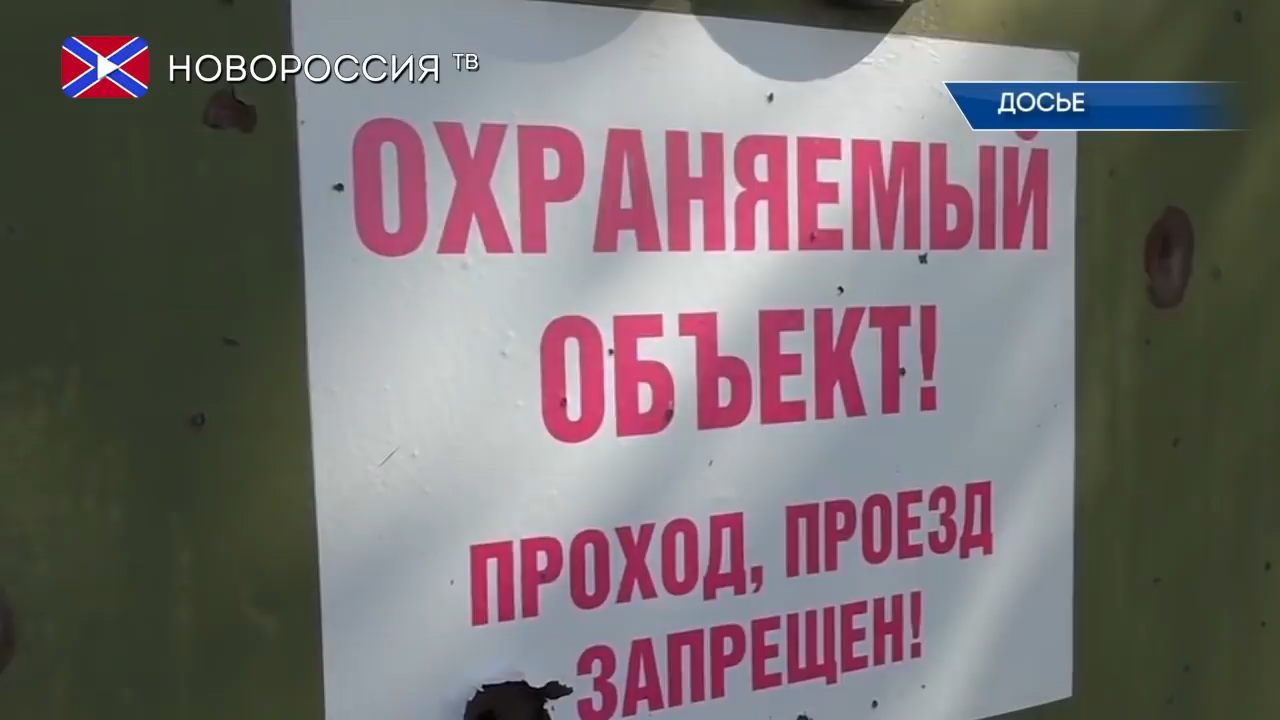 НОВОРОССИЯ ТВ
ДОСЬЕ
ОХРАНЯЕМЫЙ
ОБЪЕКТ!
ПРОХОД, ПРОЕЗД
ЗАПРЕЩЕН!